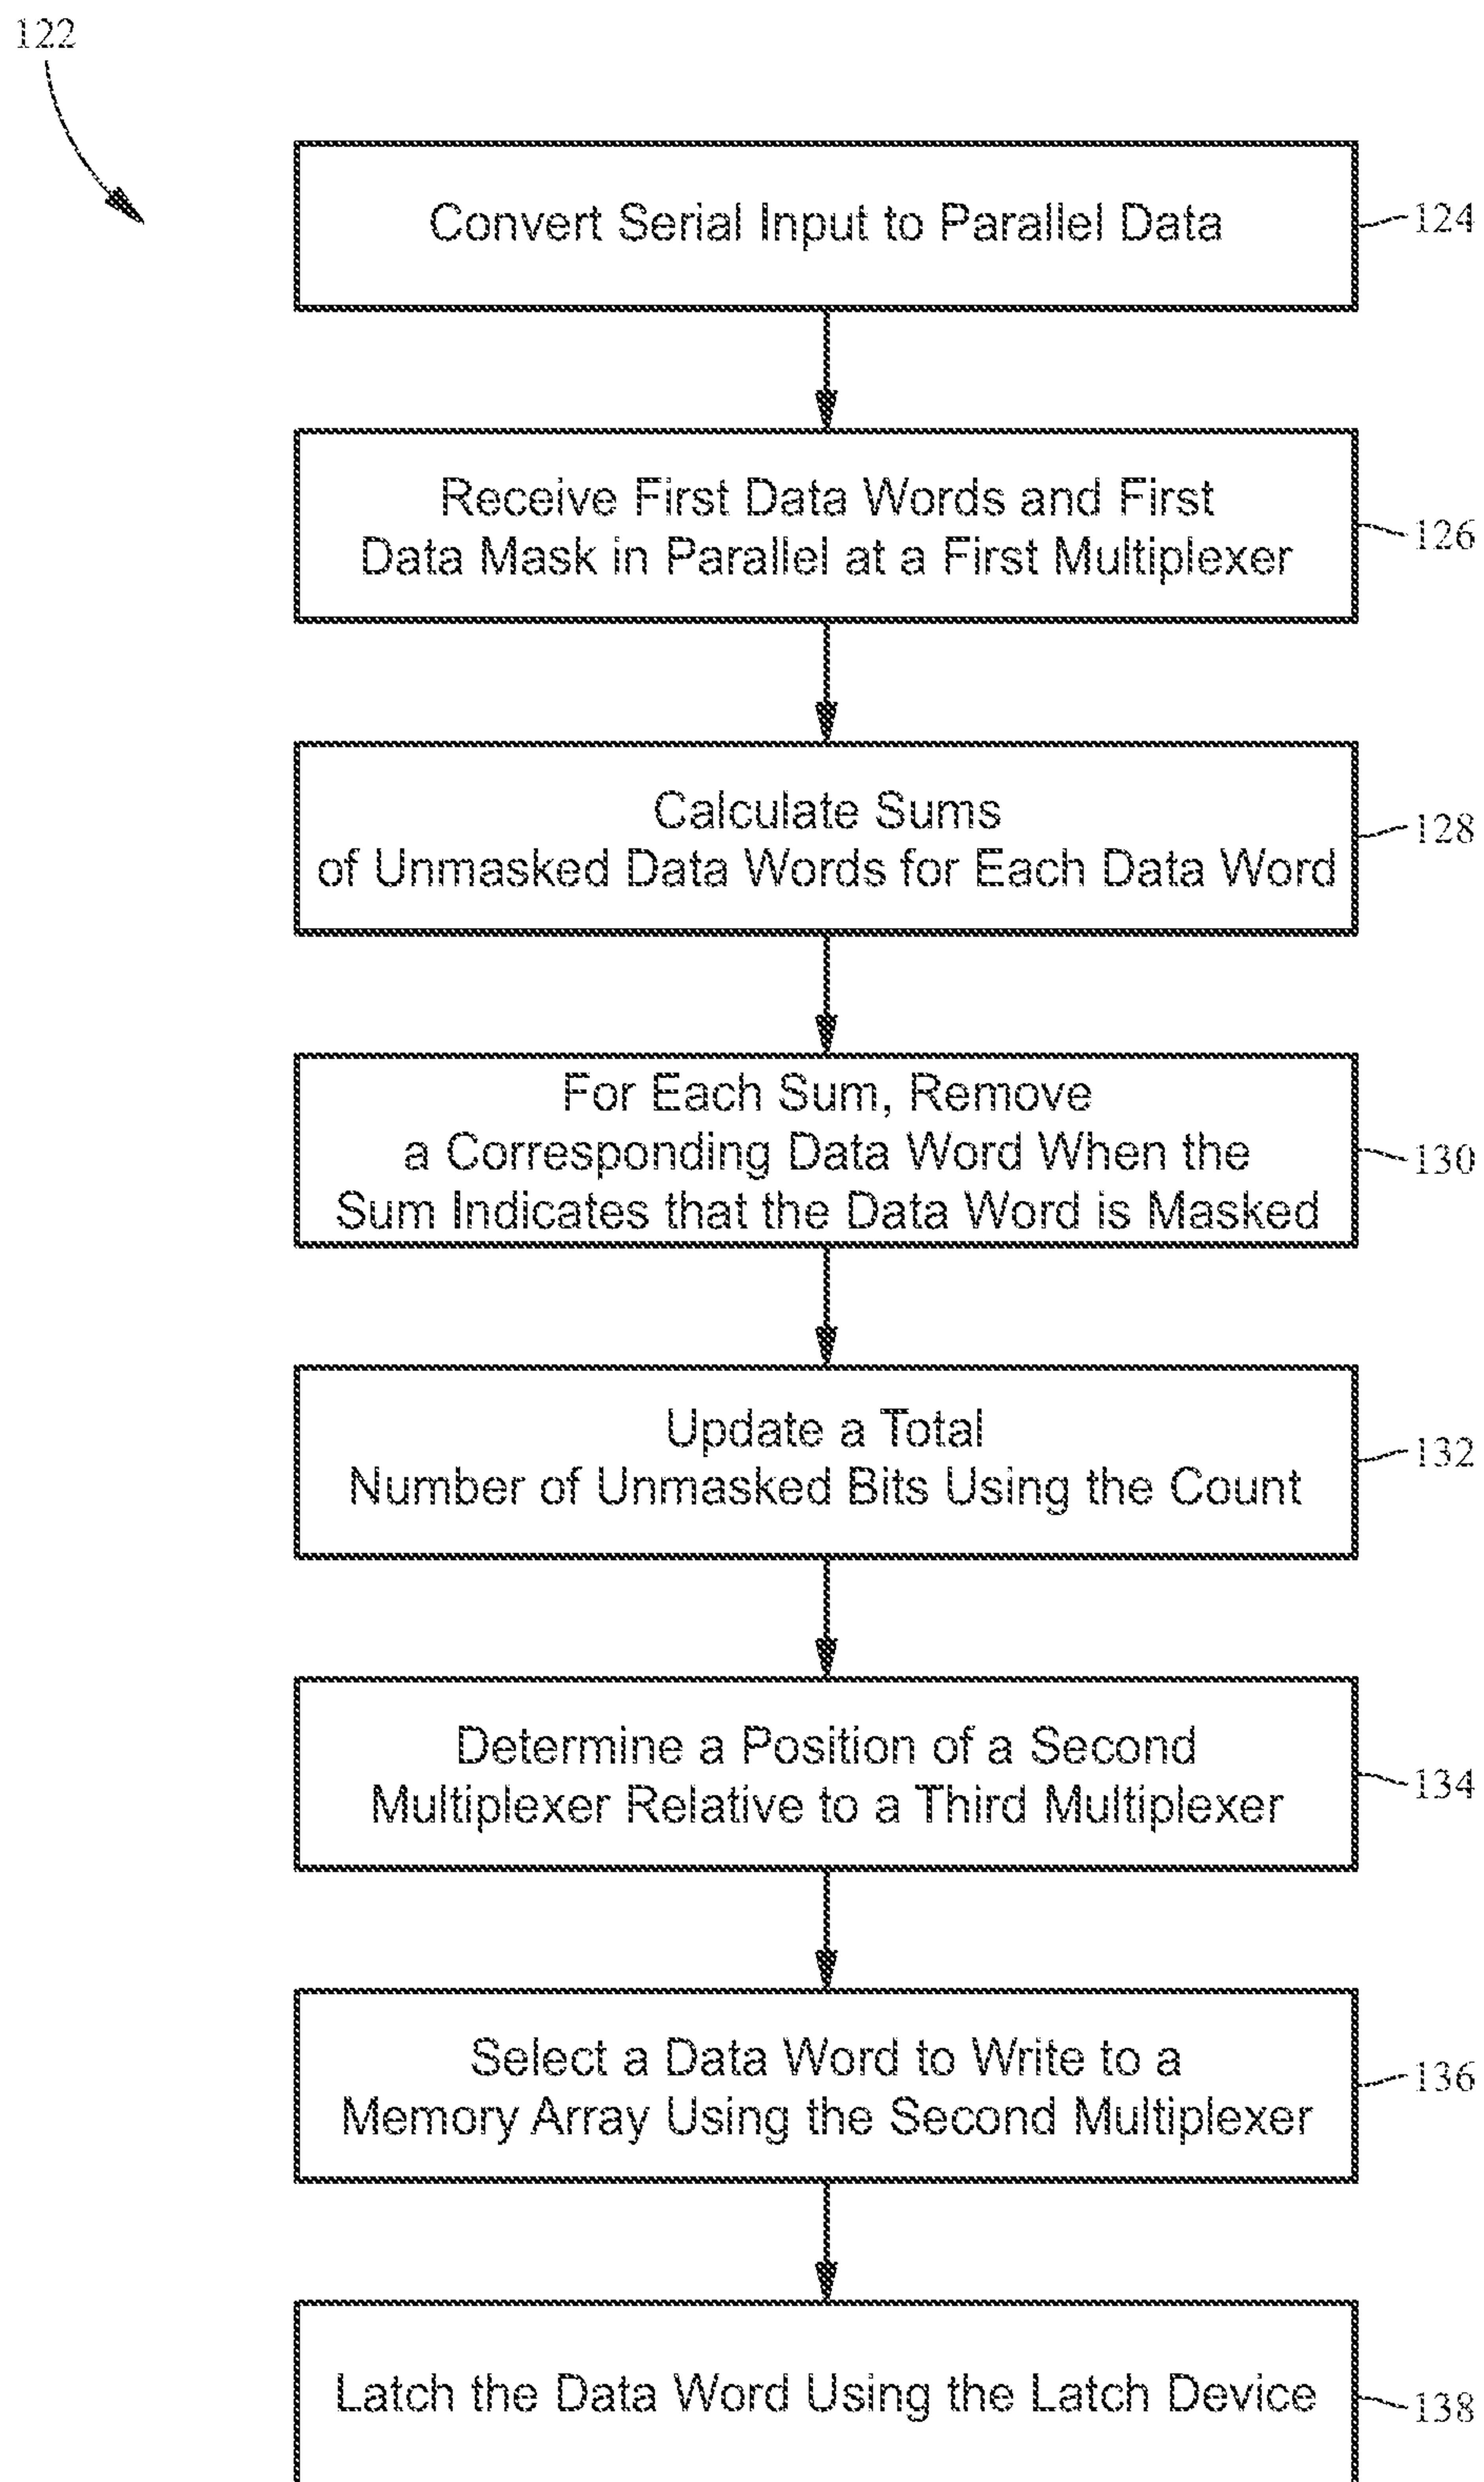 122
Convert Serial Input to Parallel Data
124
Receive First Data Words and First
Data Mask in Parallel at a First Multiplexer
126
Calculate Sums
of Unmasked Data Words for Each Data Word
128
For Each Sum, Remove
a Corresponding Data Word When the
Sum Indicates that the Data Word is Masked
130
Update a Total
Number of Unmasked Bits Using the Count
132
Determine a Position of a Second
Multiplexer Relative to a Third Multiplexer
134
Select a Data Word to Write to a
Memory Array Using the Second Multiplexer
136
Latch the Data Word Using the Latch Device
138